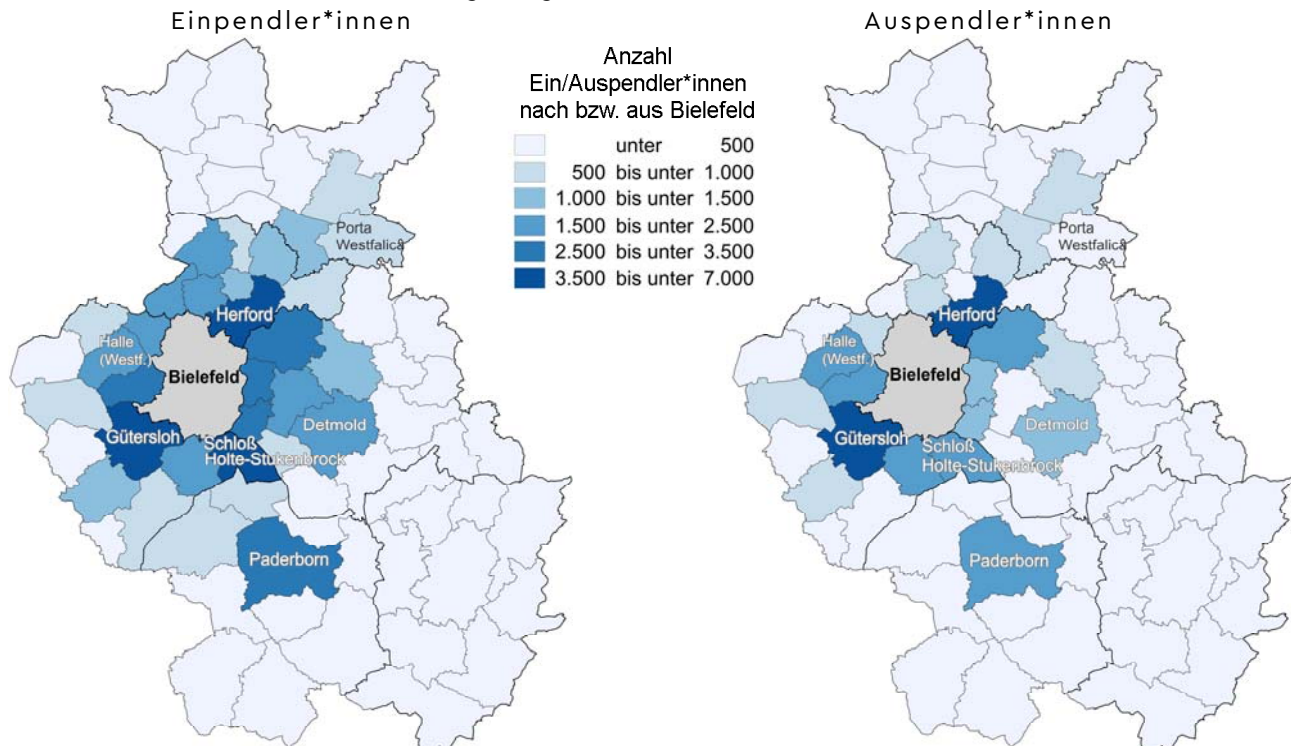 Einpendler*innen
Auspendler*innen
Anzahl
Ein/Auspendler*innen
nach bzw. aus Bielefeld
unter 500
500 bis unter 1.000
1.000 bis unter 1.500
1.500 bis unter 2.500
2.500 bis unter 3.500
3.500 bis unter 7.000
Porta
Westfalica
Herford
Halle
(Westf.)
Bielefeld
Detmold
Gütersloh
Schloß
Holte-Stukenbrock
Paderborn
Porta
Westfalica
Herford
Halle
(Westf.)
Bielefeld
Detmold
Gütersloh
Schloß
Holte-Stukenbrock
Paderborn